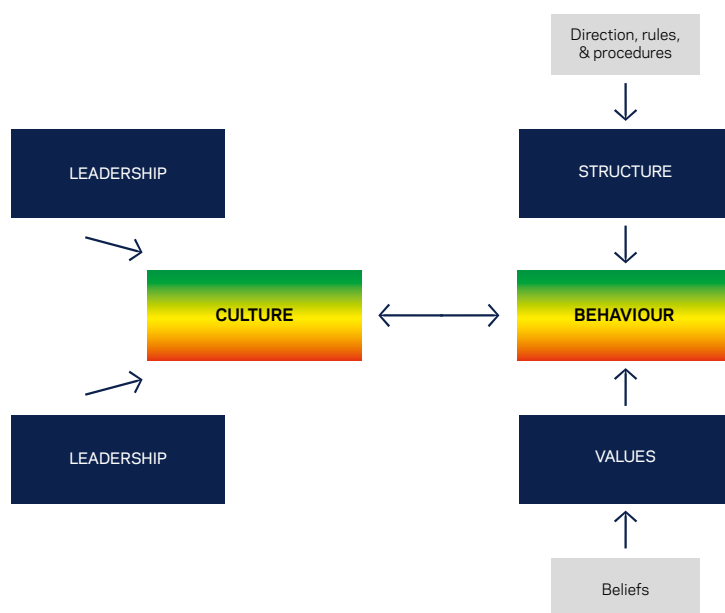 Direction, rules,
& procedures
LEADERSHIP
STRUCTURE
CULTURE
BEHAVIOUR
LEADERSHIP
VALUES
Beliefs